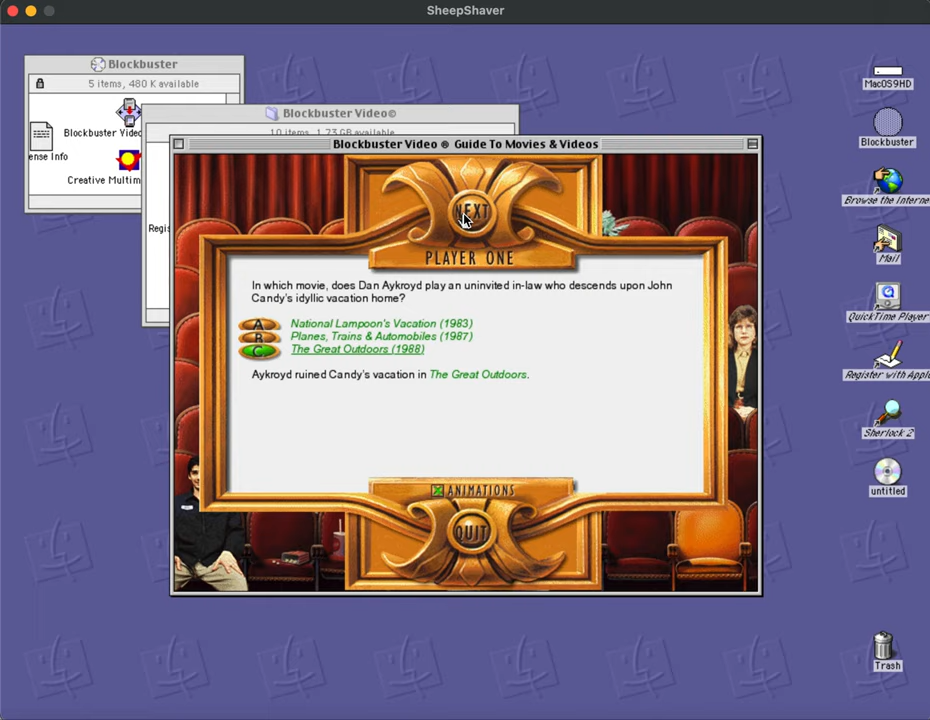 SheepShaver
Blockbuster
5 items, 480 K available
Blockbuster Video
ense Info
Creative Multim
Blockbuster Video©
10 items, 1.73 GB available
Regis
Blockbuster Video ® Guide To Movies & Videos
NEXT
PLAYER ONE
In which movie, does Dan Aykroyd play an uninvited in-law who descends upon John
Candy's idyllic vacation home?
A National Lampoon's Vacation (1983)
B Planes, Trains & Automobiles (1987)
C The Great Outdoors (1988)
Aykroyd ruined Candy's vacation in The Great Outdoors.
ANIMATIONS
QUIT
MacOS9HD
Blockbuster
Browse the Interne
Mail
QuickTime Player
Register with Apple
Sherlock 2
untitled
Trash